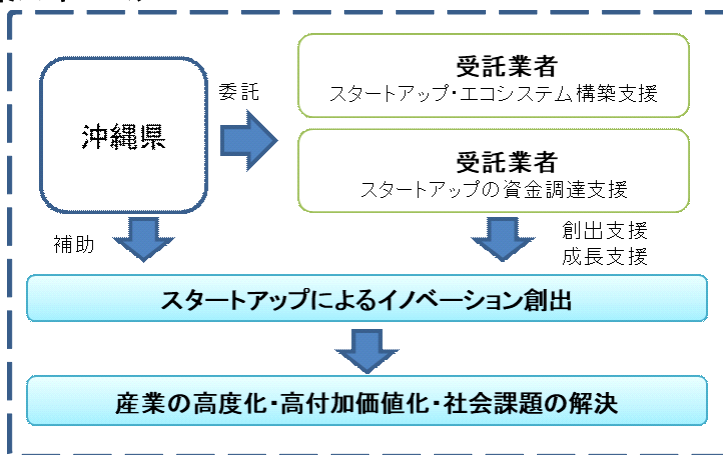 沖縄県
委託
受託業者
スタートアップ・エコシステム構築支援
受託業者
スタートアップの資金調達支援
補助
創出支援
成長支援
スタートアップによるイノベーション創出
産業の高度化・高付加価値化・社会課題の解決